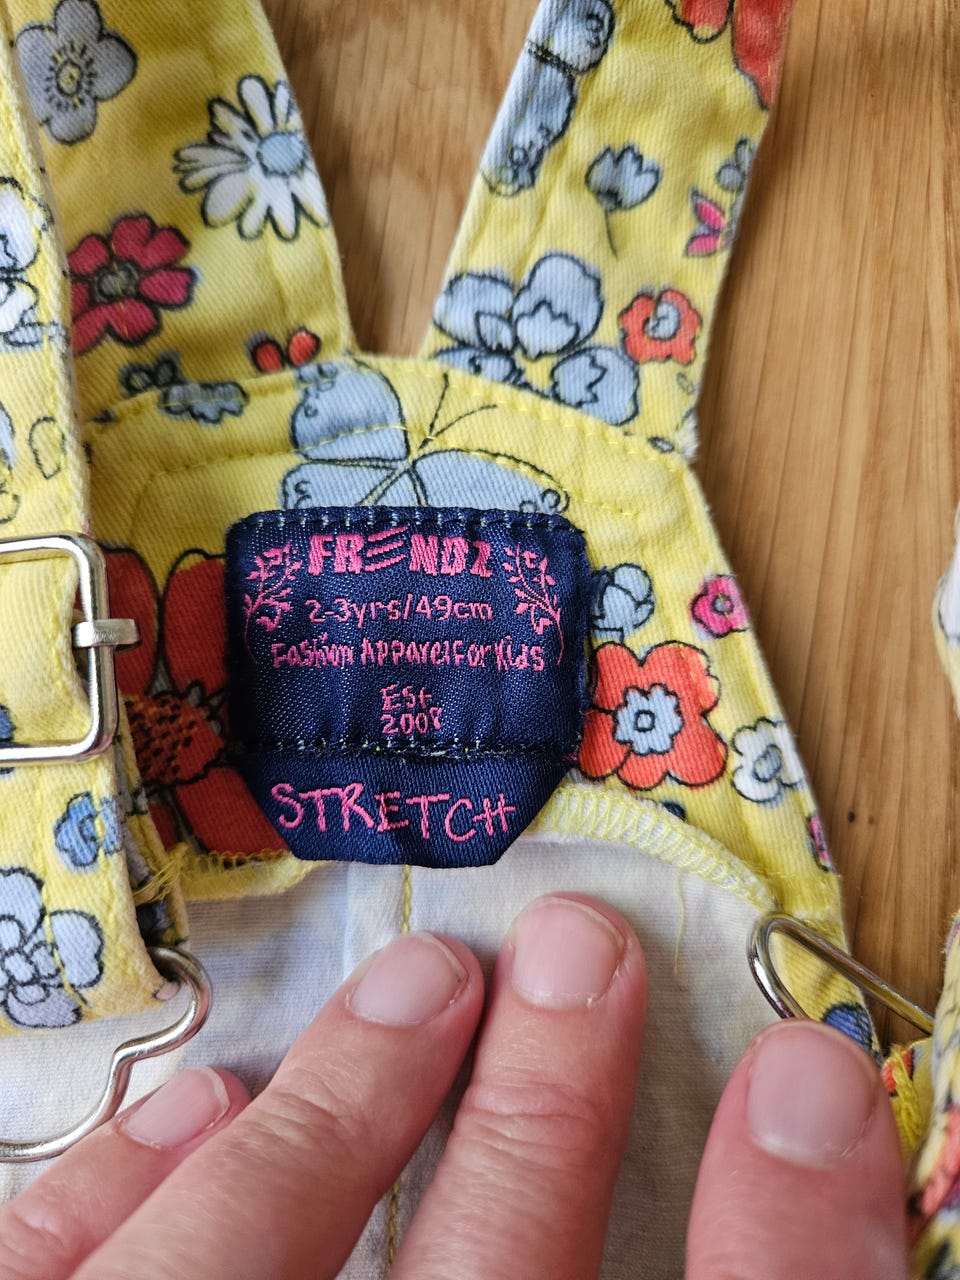 FRENDZ
2-3yrs/49cm
Fashion Apparel For Kids
Est
2008
STRETCH